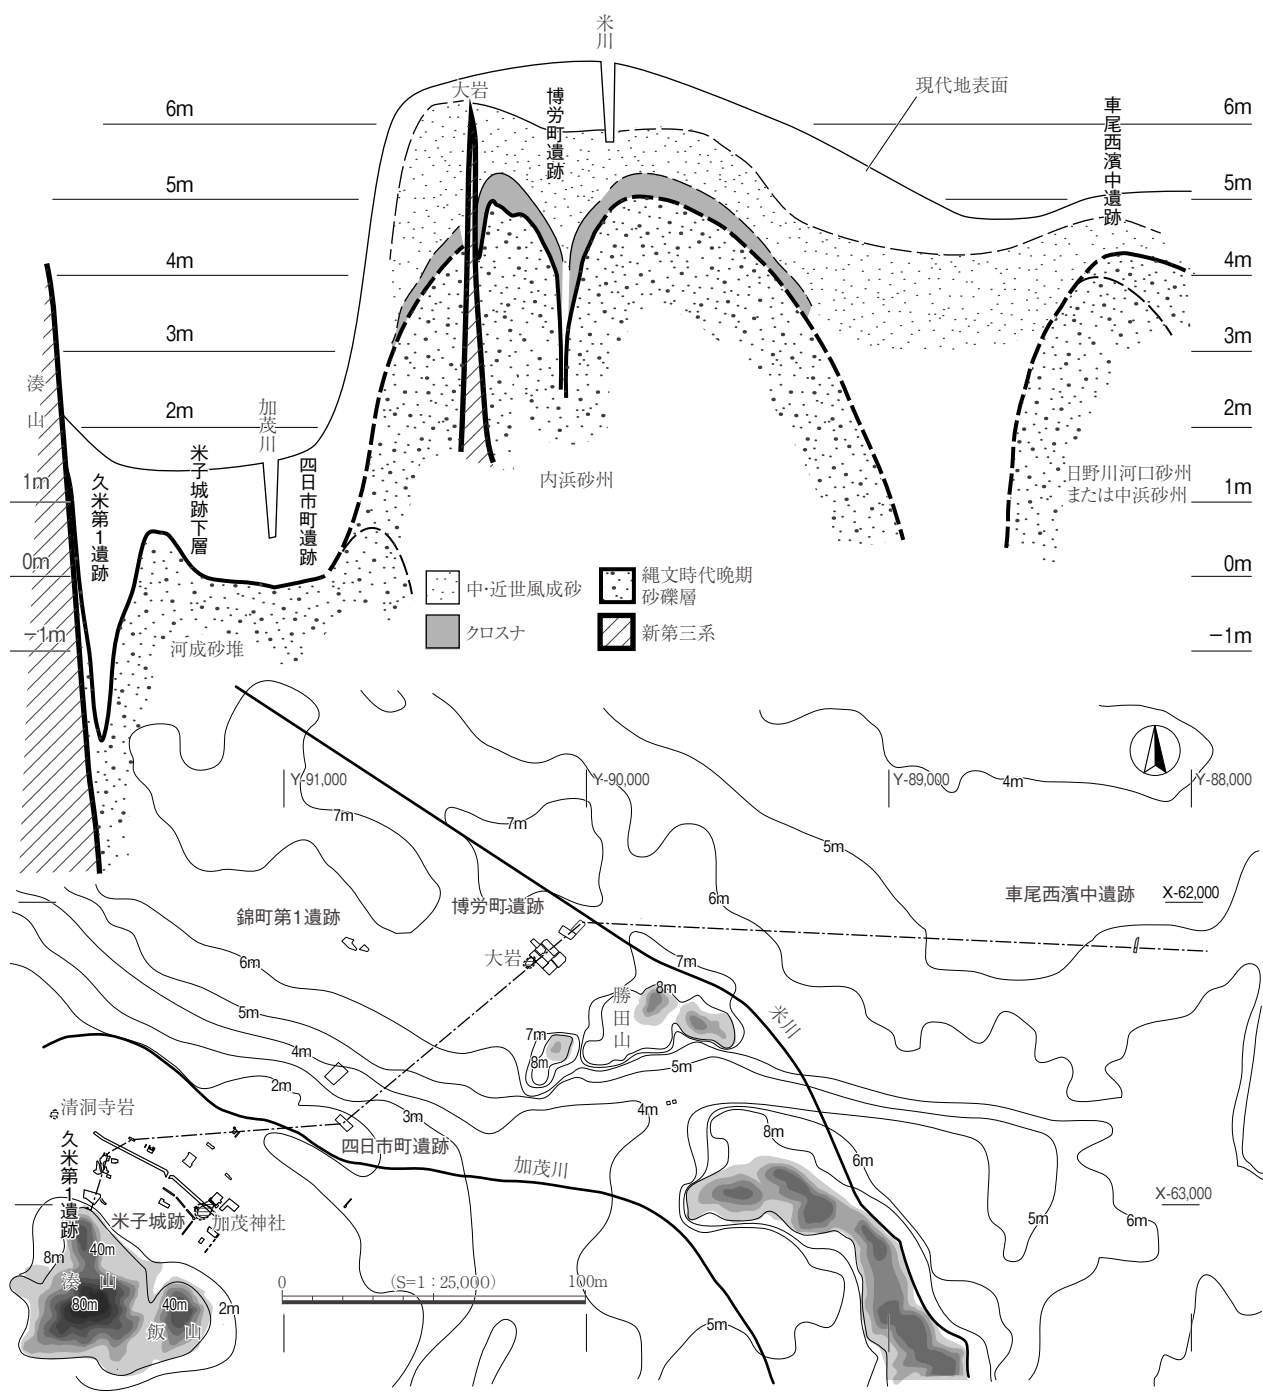 米川
大岩
博労町遺跡
現代地表面
車尾西濱中遺跡
6m
6m
5m
5m
4m
4m
3m
3m
湊山
加茂川
2m
2m
米子城跡下層
四日市町遺跡
久米第1遺跡
内浜砂州
日野川河口砂州
または中浜砂州
1m
1m
0m
0m
中・近世風成砂
縄文時代晩期
砂礫層
クロスナ
新第三系
−1m
−1m
河成砂堆
Y-91,000
Y-90,000
Y-89,000
Y-88,000
4m
7m
7m
5m
6m
車尾西濱中遺跡
X-62,000
錦町第1遺跡
博労町遺跡
大岩
6m
7m
8m
勝田山
米川
5m
7m
8m
4m
5m
2m
3m
4m
清洞寺岩
久米第1遺跡
四日市町遺跡
加茂川
8m
6m
X-63,000
5m
6m
米子城跡
加茂神社
8m
40m
湊山
80m
40m
飯山
2m
0
(S=1：25,000)
100m
5m